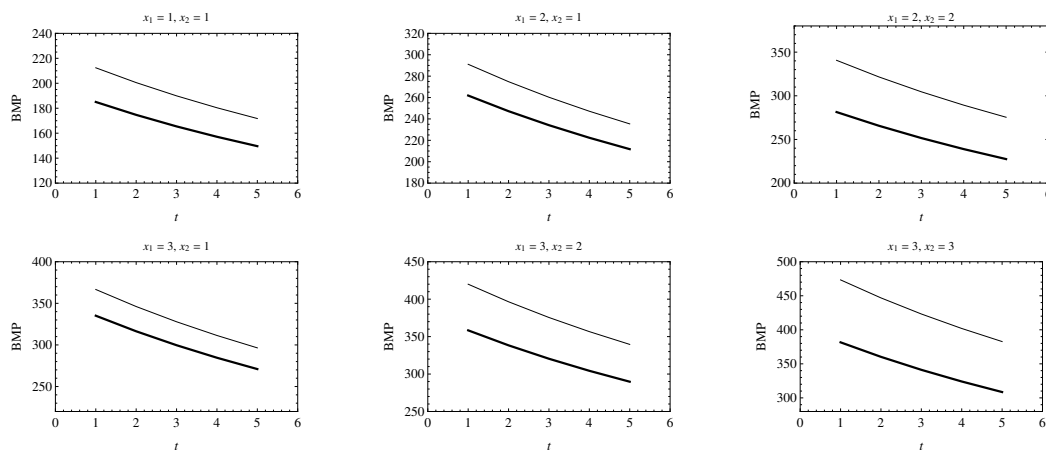 x₁ = 1, x₂ = 1
BMP
240
220
200
180
160
140
120
0 1 2 3 4 5 6
t
x₁ = 2, x₂ = 1
BMP
320
300
280
260
240
220
200
180
0 1 2 3 4 5 6
t
x₁ = 2, x₂ = 2
BMP
350
300
250
200
0 1 2 3 4 5 6
t
x₁ = 3, x₂ = 1
BMP
400
350
300
250
0 1 2 3 4 5 6
t
x₁ = 3, x₂ = 2
BMP
450
400
350
300
250
0 1 2 3 4 5 6
t
x₁ = 3, x₂ = 3
BMP
500
450
400
350
300
0 1 2 3 4 5 6
t